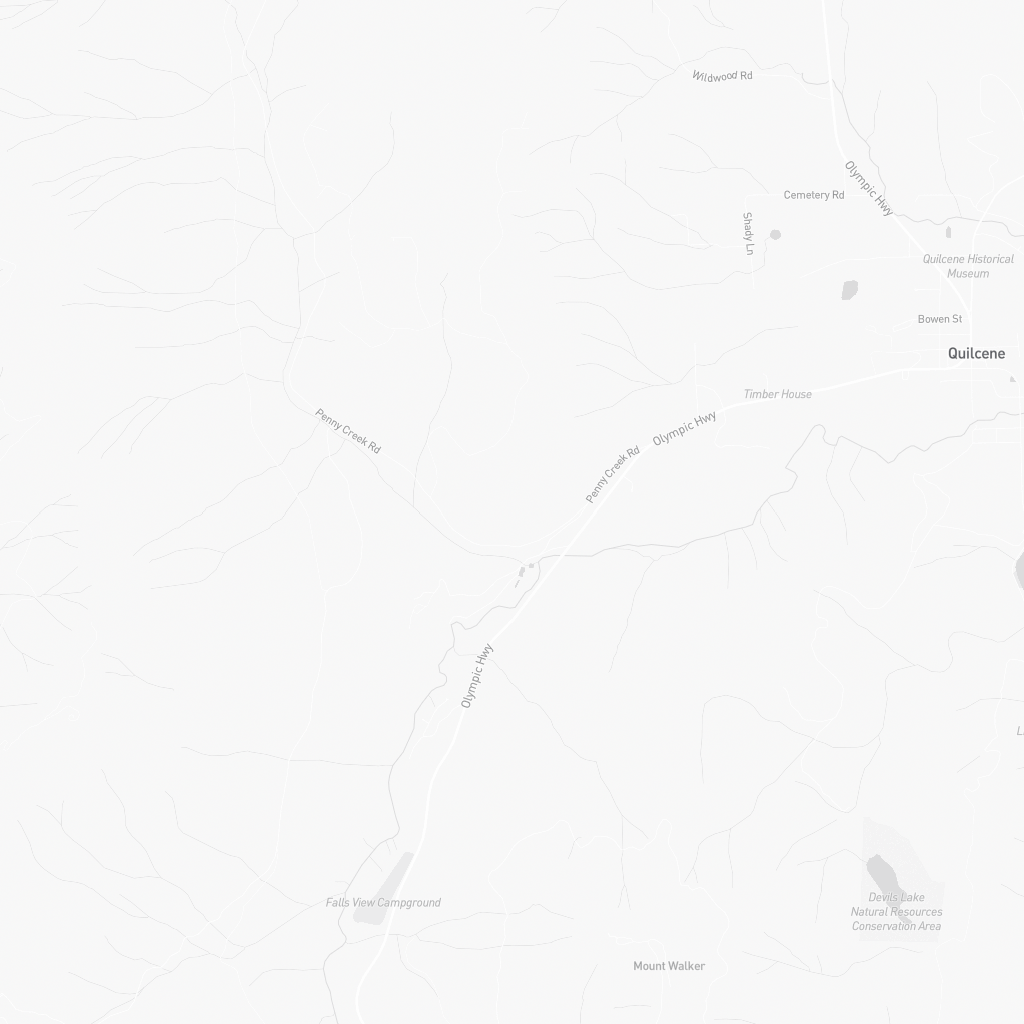 Wildwood Rd
Olympic Hwy
Cemetery Rd
Shady Ln
Quilcene Historical
Museum
Bowen St
Quilcene
Timber House
Olympic Hwy
Penny Creek Rd
Penny Creek Rd
Olympic Hwy
Falls View Campground
Devils Lake
Natural Resources
Conservation Area
Mount Walker